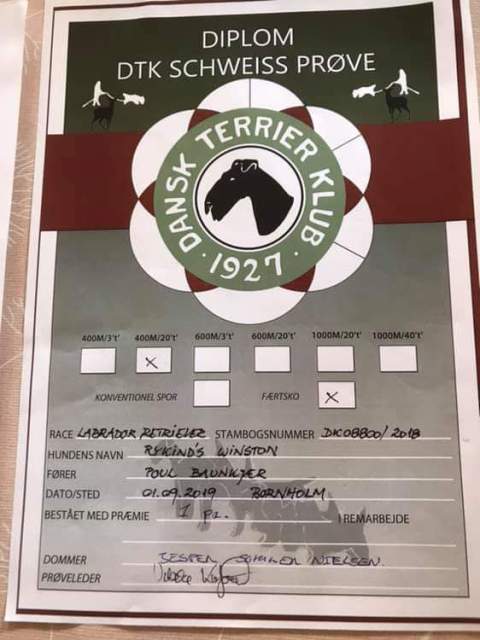 DIPLOM
DTK SCHWEISS PRØVE
DANSK TERRIER KLUB
· 1927 ·
400M/3't' 400M/20't' 600M/3't' 600M/20't' 1000M/20't' 1000M/40't'
X
KONVENTIONEL SPOR FÆRTSKO X
RACE LABRADOR RETRIEVER STAMBOGSNUMMER DK08800/2018
HUNDENS NAVN RYKIND'S WINSTON
FØRER POUL BAUNKJÆR
DATO/STED 01.09.2019 BORNHOLM
BESTÅET MED PRÆMIE 1 pr. I REMARBEJDE
DOMMER JESPER NIELSEN
PRØVELEDER